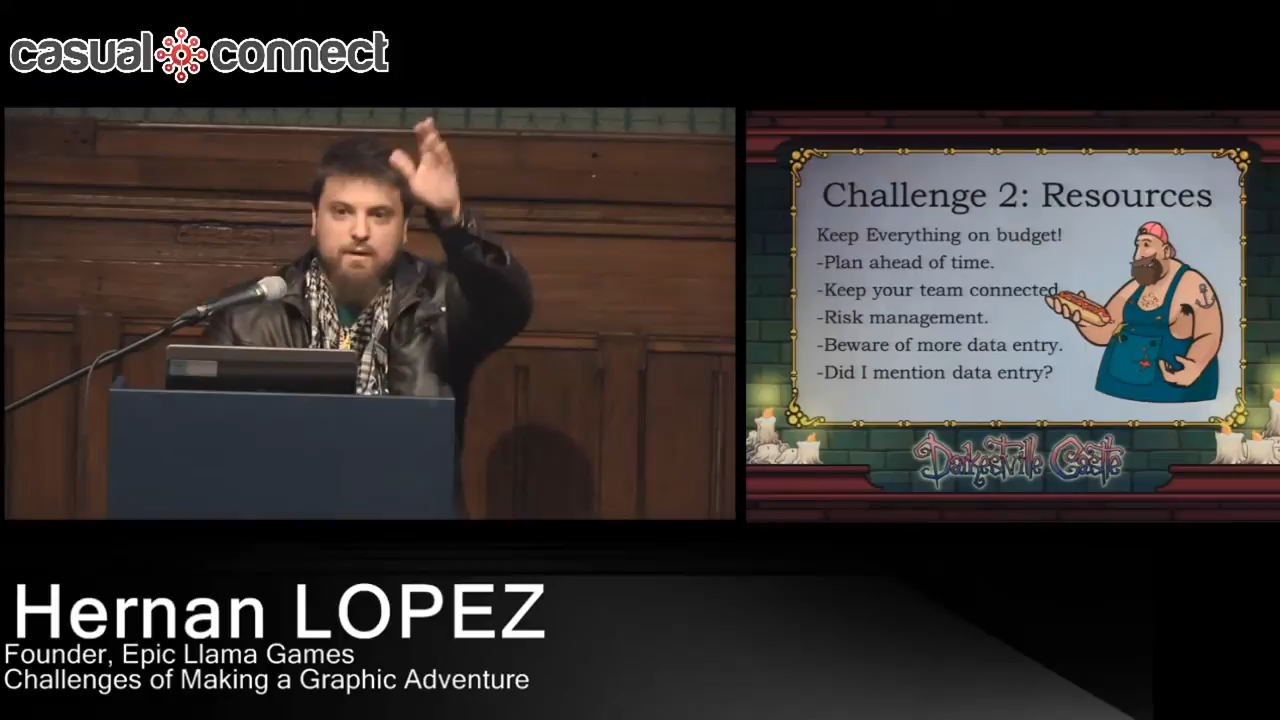 casual connect
Challenge 2: Resources
Keep Everything on budget!
-Plan ahead of time.
-Keep your team connected
-Risk management.
-Beware of more data entry.
-Did I mention data entry?
Darkestville Castle
Hernan LOPEZ
Founder, Epic Llama Games
Challenges of Making a Graphic Adventure